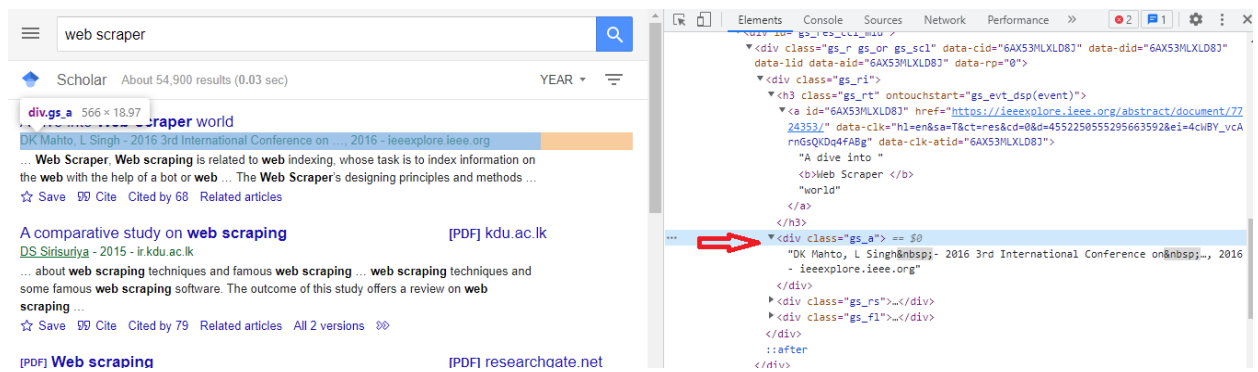 web scraper
Scholar About 54,900 results (0.03 sec) YEAR
div.gs_a 566 × 18.97
Web Scraper world
DK Mahto, L Singh - 2016 3rd International Conference on …, 2016 - ieeexplore.ieee.org
... Web Scraper, Web scraping is related to web indexing, whose task is to index information on
the web with the help of a bot or web ... The Web Scraper's designing principles and methods ...
Save Cite Cited by 68 Related articles
A comparative study on web scraping [PDF] kdu.ac.lk
DS Sirisuriya - 2015 - ir.kdu.ac.lk
... about web scraping techniques and famous web scraping ... web scraping techniques and
some famous web scraping software. The outcome of this study offers a review on web
scraping ...
Save Cite Cited by 79 Related articles All 2 versions
[PDF] Web scraping [PDF] researchgate.net
Elements Console Sources Network Performance » 2 1
<div class="gs_r gs_or gs_scl" data-cid="6AX53MLXLD8J" data-did="6AX53MLXLD8J"
data-lid data-aid="6AX53MLXLD8J" data-rp="0">
<div class="gs_ri">
<h3 class="gs_rt" ontouchstart="gs_evt_dsp(event)">
<a id="6AX53MLXLD8J" href="https://ieeexplore.ieee.org/abstract/document/77
24353/" data-clk="hl=en&sa=T&ct=res&cd=0&d=4552250555295663592&ei=4cWBY_vcA
rnGsQKDq4fABg" data-clk-atid="6AX53MLXLD8J">
"A dive into "
<b>Web Scraper </b>
"world"
</a>
</h3>
<div class="gs_a"> == $0
"DK Mahto, L Singh&nbsp;- 2016 3rd International Conference on&nbsp;…, 2016
- ieeexplore.ieee.org"
</div>
<div class="gs_rs">…</div>
<div class="gs_fl">…</div>
</div>
::after
</div>